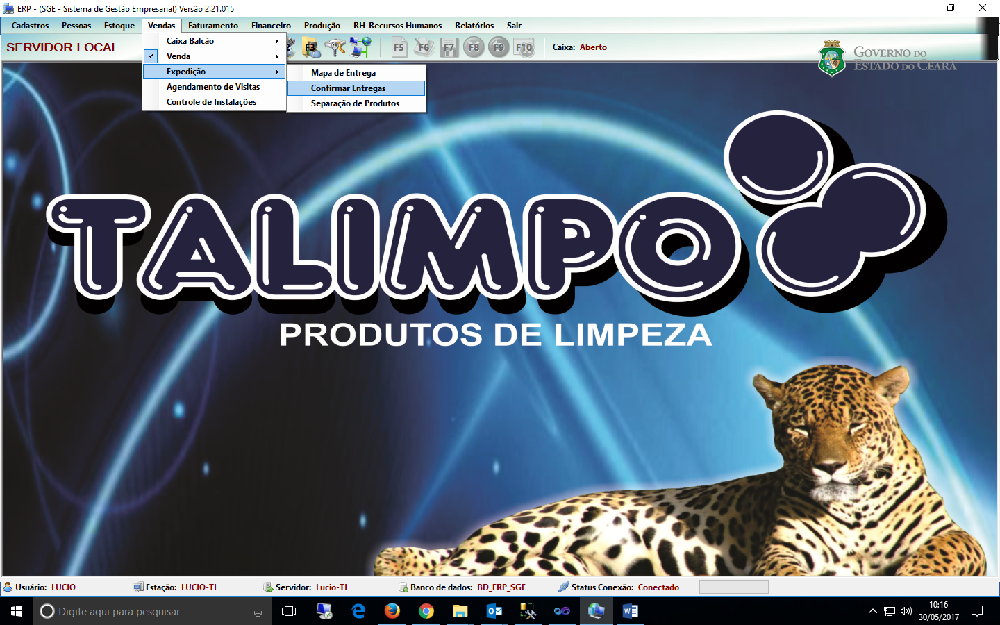 ERP - (SGE - Sistema de Gestão Empresarial) Versão 2.21.015
Cadastros Pessoas Estoque Vendas Faturamento Financeiro Produção RH-Recursos Humanos Relatórios Sair
SERVIDOR LOCAL
F3 F5 F6 F7 F8 F9 F10 Caixa: Aberto
GOVERNO DO
ESTADO DO CEARÁ
Caixa Balcão
Venda
Expedição
Agendamento de Visitas
Controle de Instalações
Mapa de Entrega
Confirmar Entregas
Separação de Produtos
TALIMPO
PRODUTOS DE LIMPEZA
Usuário: LUCIO Estação: LUCIO-TI Servidor: Lucio-TI Banco de dados: BD_ERP_SGE Status Conexão: Conectado
Digite aqui para pesquisar
10:16
30/05/2017